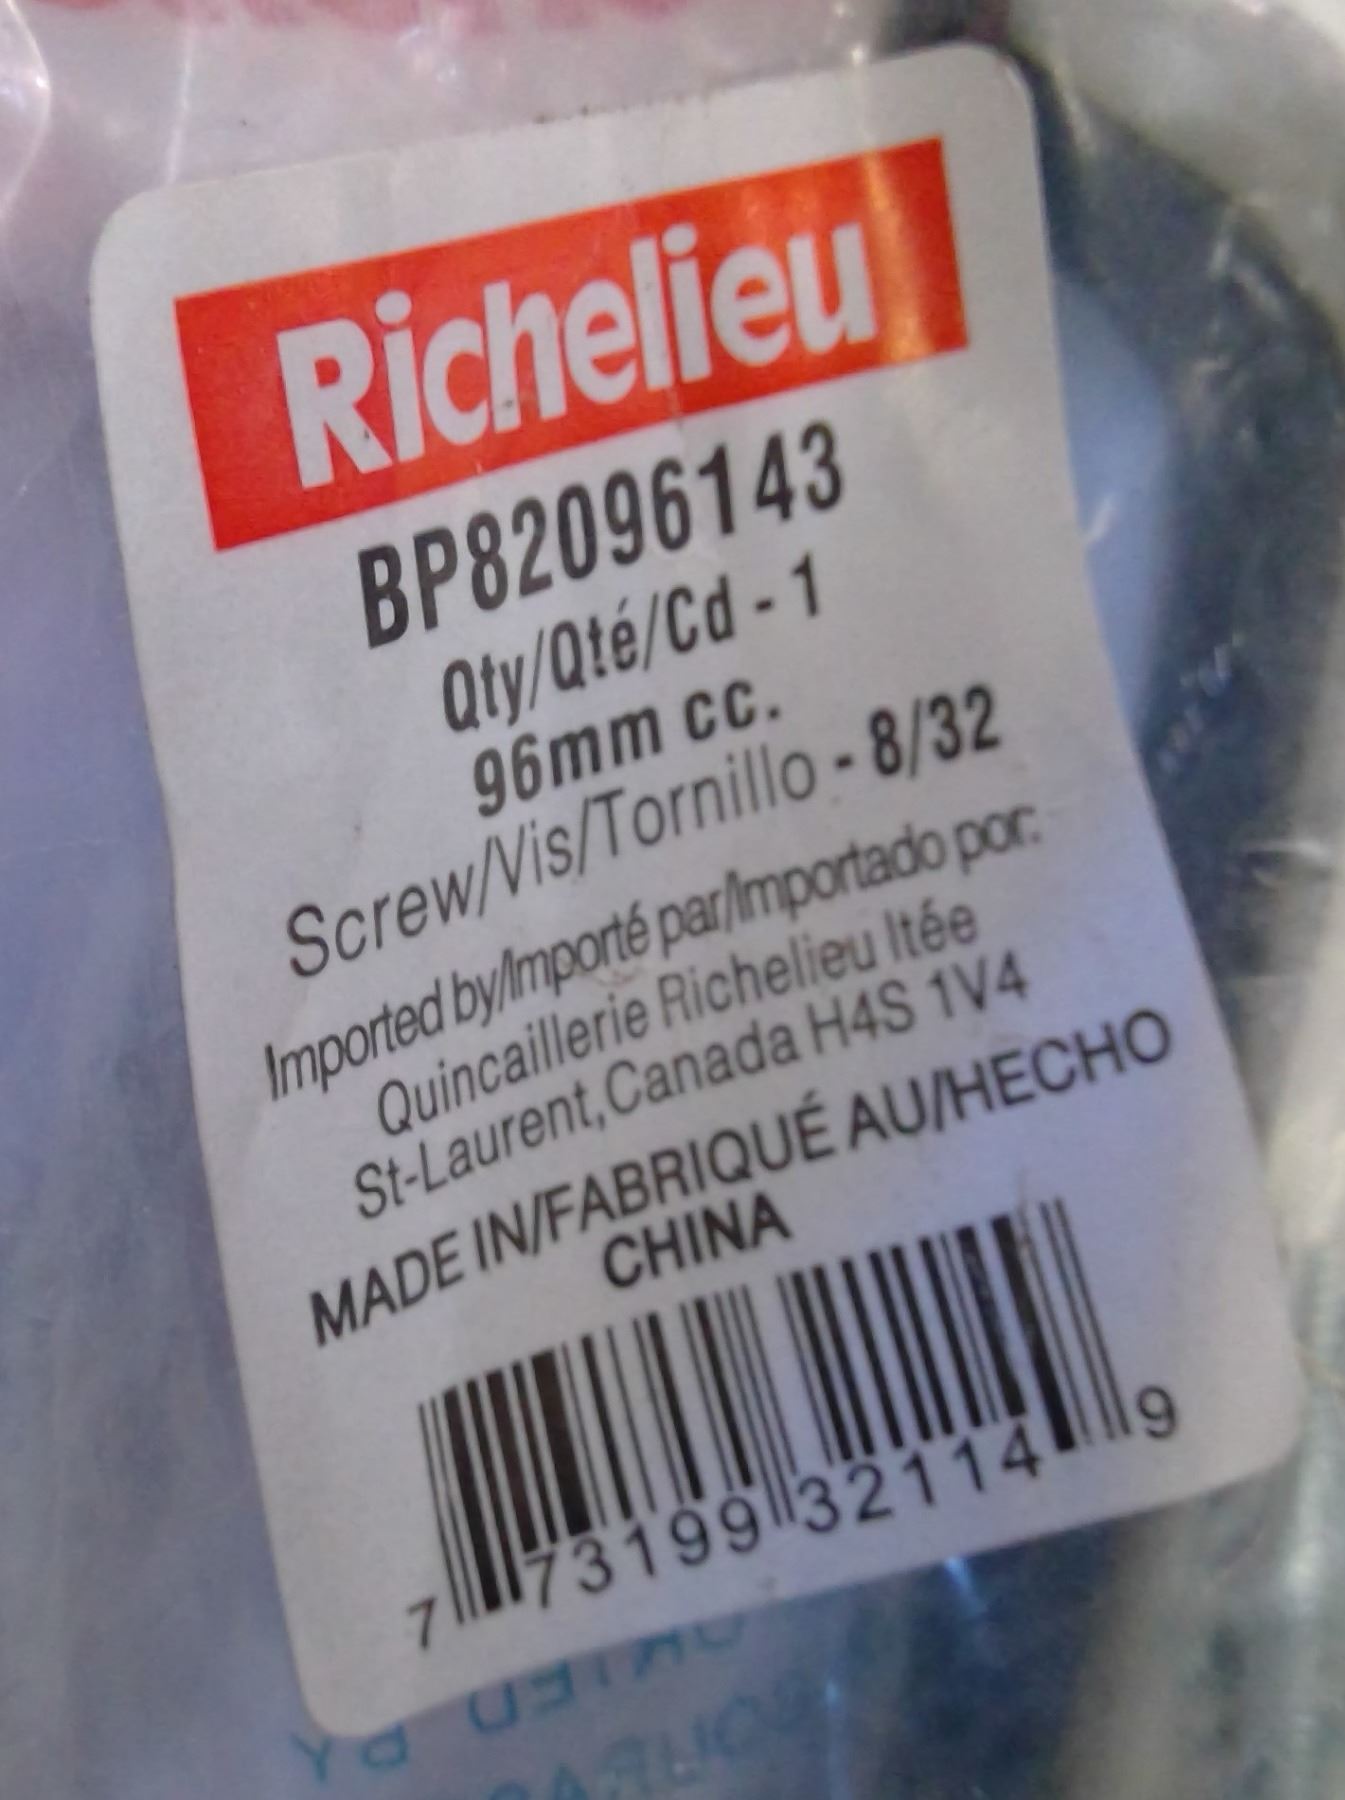 Richelieu
BP82096143
Qty/Qté/Cd - 1
96mm cc.
Screw/Vis/Tornillo - 8/32
Imported by/Importé par/Importado por:
Quincaillerie Richelieu ltée
St-Laurent, Canada H4S 1V4
MADE IN/FABRIQUÉ AU/HECHO
CHINA
7 73199 32114 9